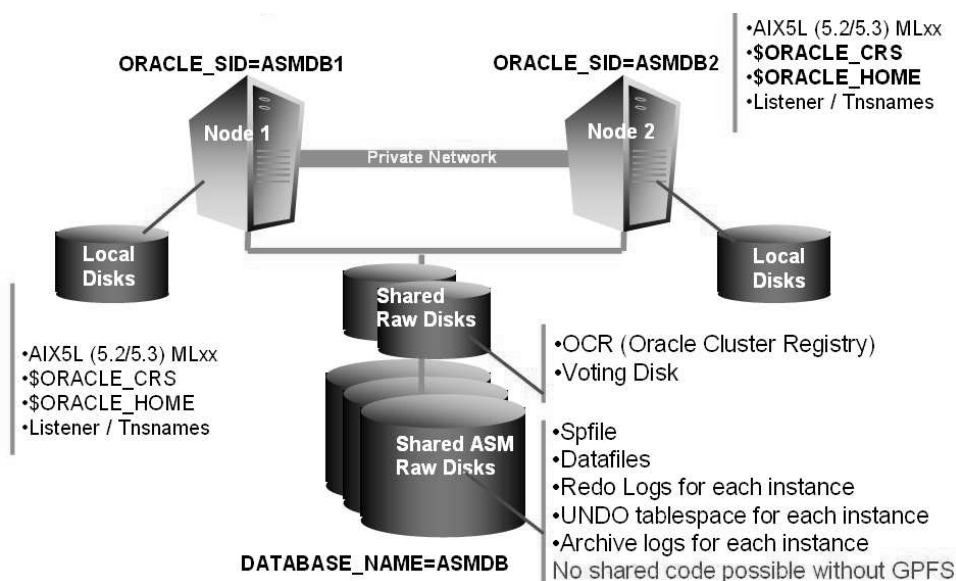 •AIX5L (5.2/5.3) MLxx
•$ORACLE_CRS
•$ORACLE_HOME
•Listener / Tnsnames
ORACLE_SID=ASMDB1
ORACLE_SID=ASMDB2
Node 1
Node 2
Private Network
Local
Disks
Local
Disks
Shared
Raw Disks
•OCR (Oracle Cluster Registry)
•Voting Disk
•AIX5L (5.2/5.3) MLxx
•$ORACLE_CRS
•$ORACLE_HOME
•Listener / Tnsnames
Shared ASM
Raw Disks
•Spfile
•Datafiles
•Redo Logs for each instance
•UNDO tablespace for each instance
•Archive logs for each instance
No shared code possible without GPFS
DATABASE_NAME=ASMDB